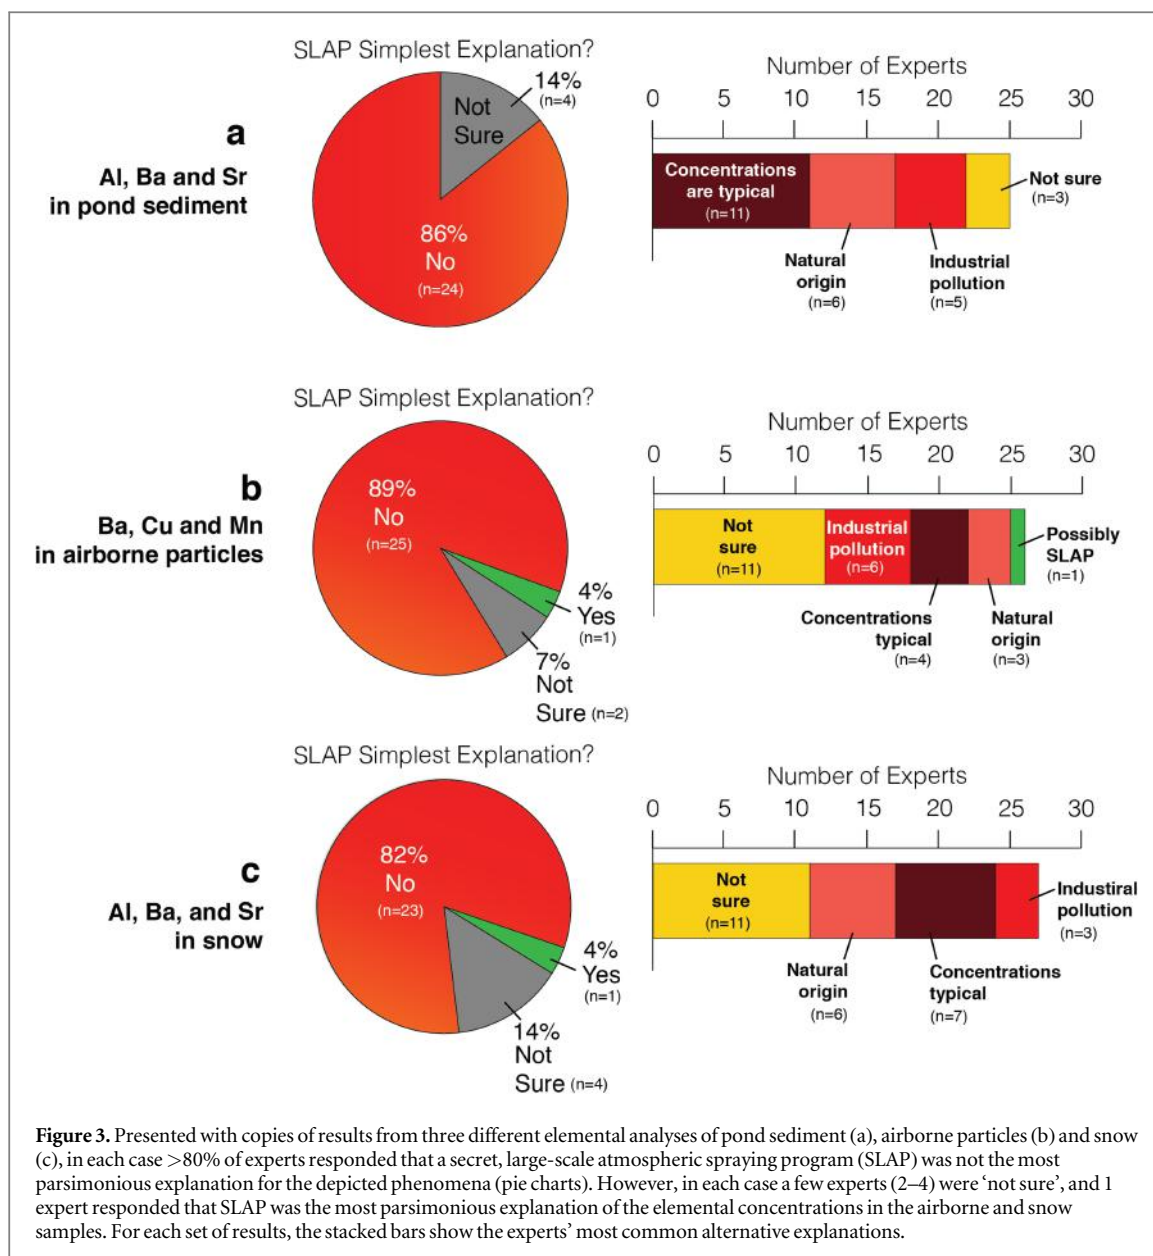 SLAP Simplest Explanation?
14%
(n=4)
Not
Sure
86%
No
(n=24)
a
Al, Ba and Sr
in pond sediment
Number of Experts
0 5 10 15 20 25 30
Concentrations
are typical
(n=11)
Not sure
(n=3)
Natural
origin
(n=6)
Industrial
pollution
(n=5)
SLAP Simplest Explanation?
89%
No
(n=25)
4%
Yes
(n=1)
7%
Not
Sure (n=2)
b
Ba, Cu and Mn
in airborne particles
Number of Experts
0 5 10 15 20 25 30
Not
sure
(n=11)
Industrial
pollution
(n=6)
Possibly
SLAP
(n=1)
Concentrations
typical
(n=4)
Natural
origin
(n=3)
SLAP Simplest Explanation?
82%
No
(n=23)
4%
Yes
(n=1)
14%
Not
Sure (n=4)
c
Al, Ba, and Sr
in snow
Number of Experts
0 5 10 15 20 25 30
Not
sure
(n=11)
Industiral
pollution
(n=3)
Natural
origin
(n=6)
Concentrations
typical
(n=7)
Figure 3. Presented with copies of results from three different elemental analyses of pond sediment (a), airborne particles (b) and snow
(c), in each case >80% of experts responded that a secret, large-scale atmospheric spraying program (SLAP) was not the most
parsimonious explanation for the depicted phenomena (pie charts). However, in each case a few experts (2–4) were ‘not sure’, and 1
expert responded that SLAP was the most parsimonious explanation of the elemental concentrations in the airborne and snow
samples. For each set of results, the stacked bars show the experts’ most common alternative explanations.